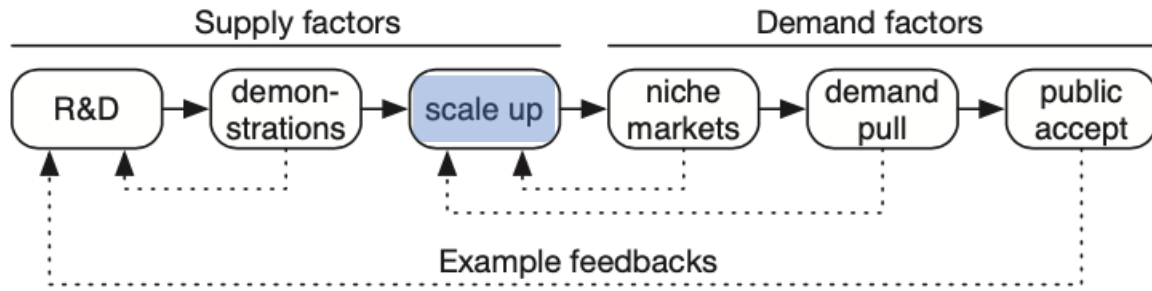 Supply factors
Demand factors
R&D
demon-
strations
scale up
niche
markets
demand
pull
public
accept
Example feedbacks